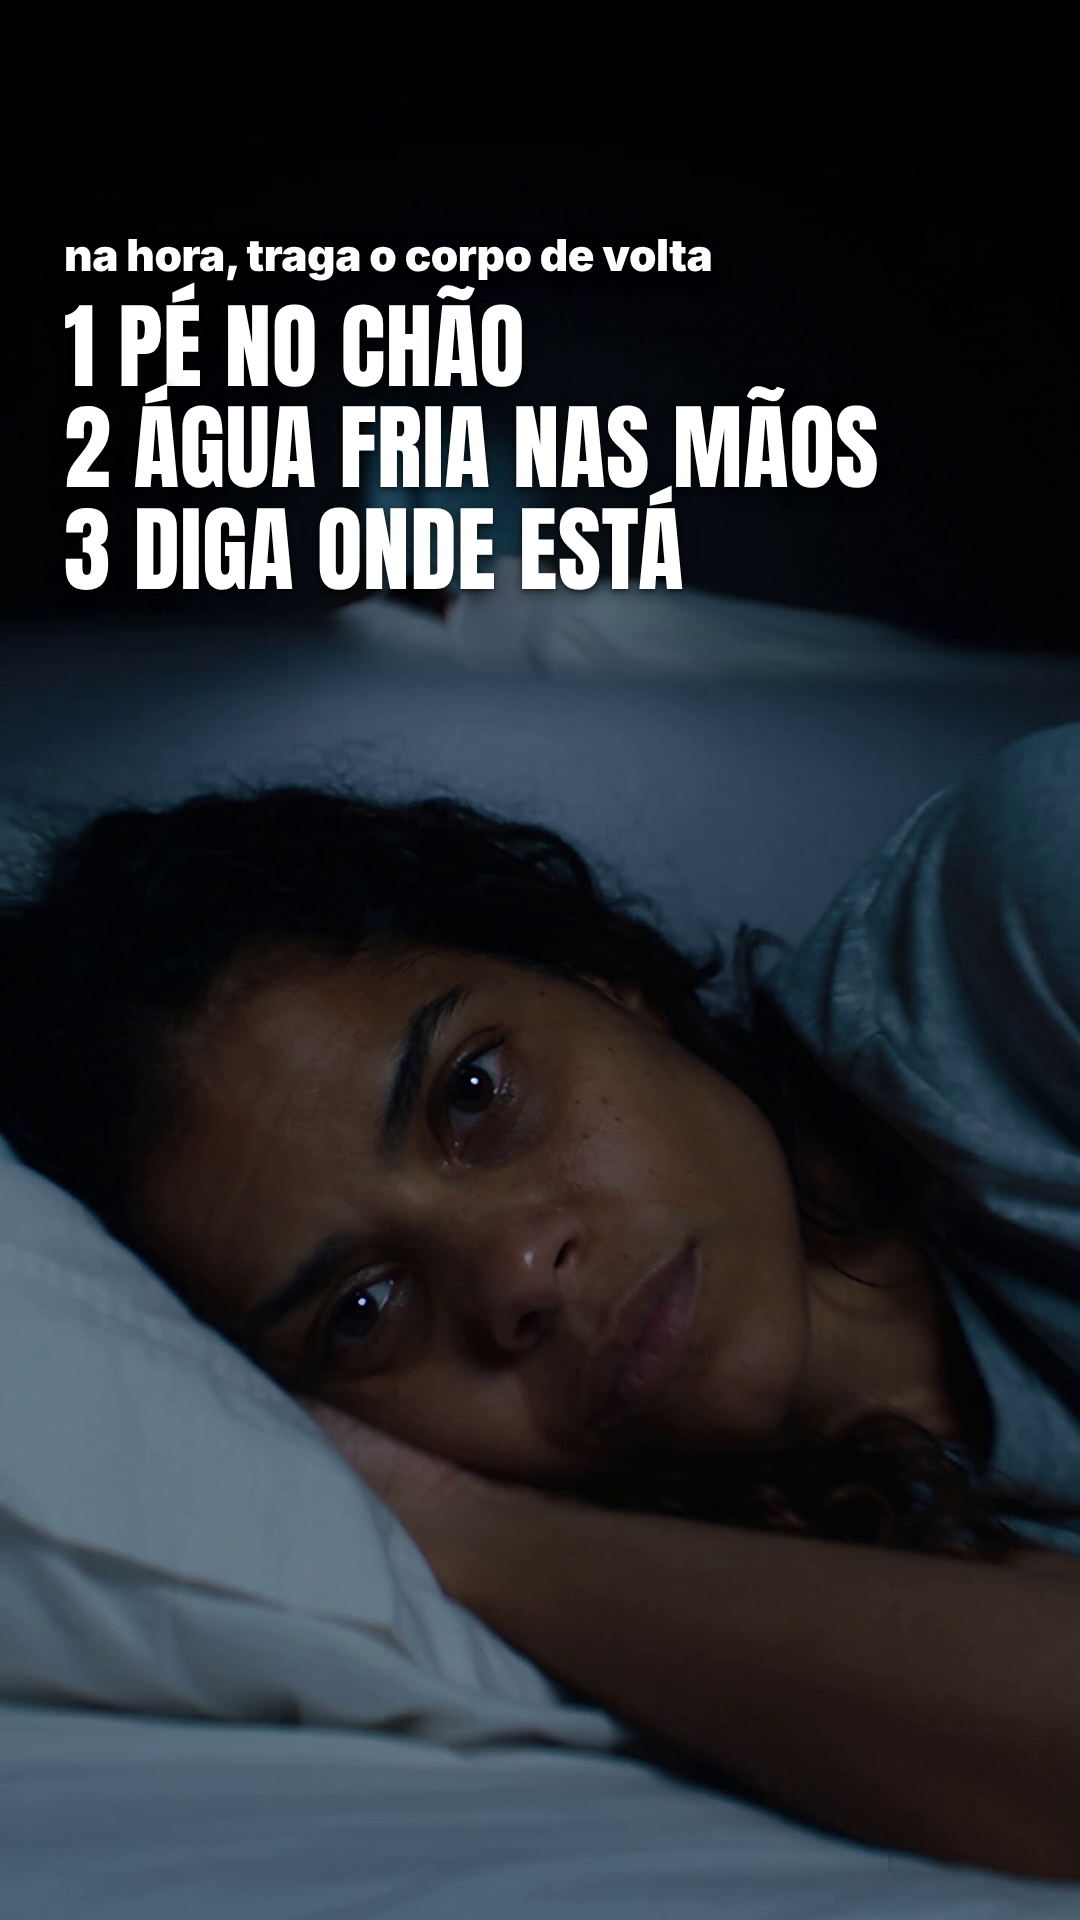 na hora, traga o corpo de volta
1 PÉ NO CHÃO
2 ÁGUA FRIA NAS MÃOS
3 DIGA ONDE ESTÁ